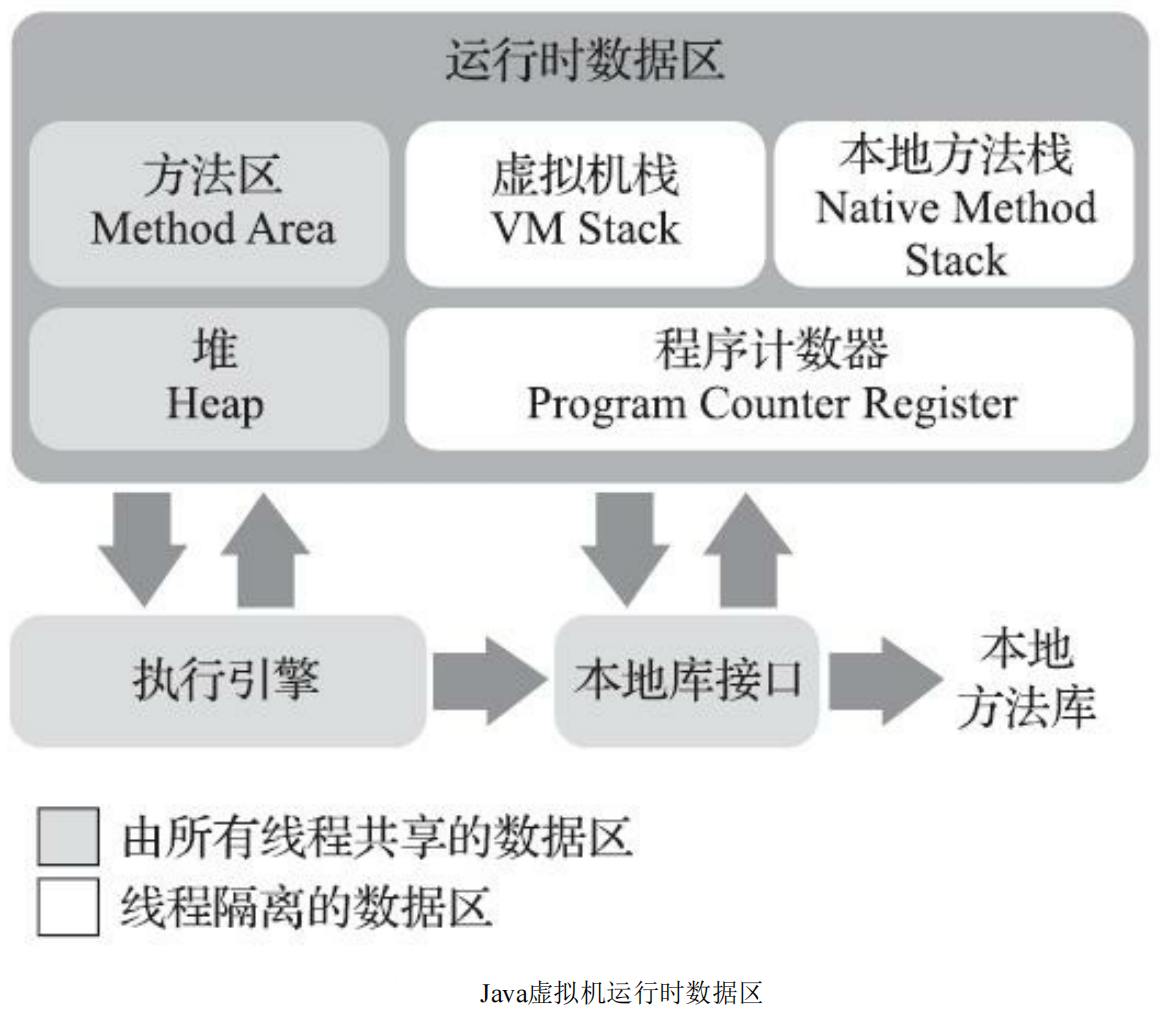 运行时数据区
方法区
Method Area
虚拟机栈
VM Stack
本地方法栈
Native Method
Stack
堆
Heap
程序计数器
Program Counter Register
执行引擎
本地库接口
本地
方法库
由所有线程共享的数据区
线程隔离的数据区
Java虚拟机运行时数据区